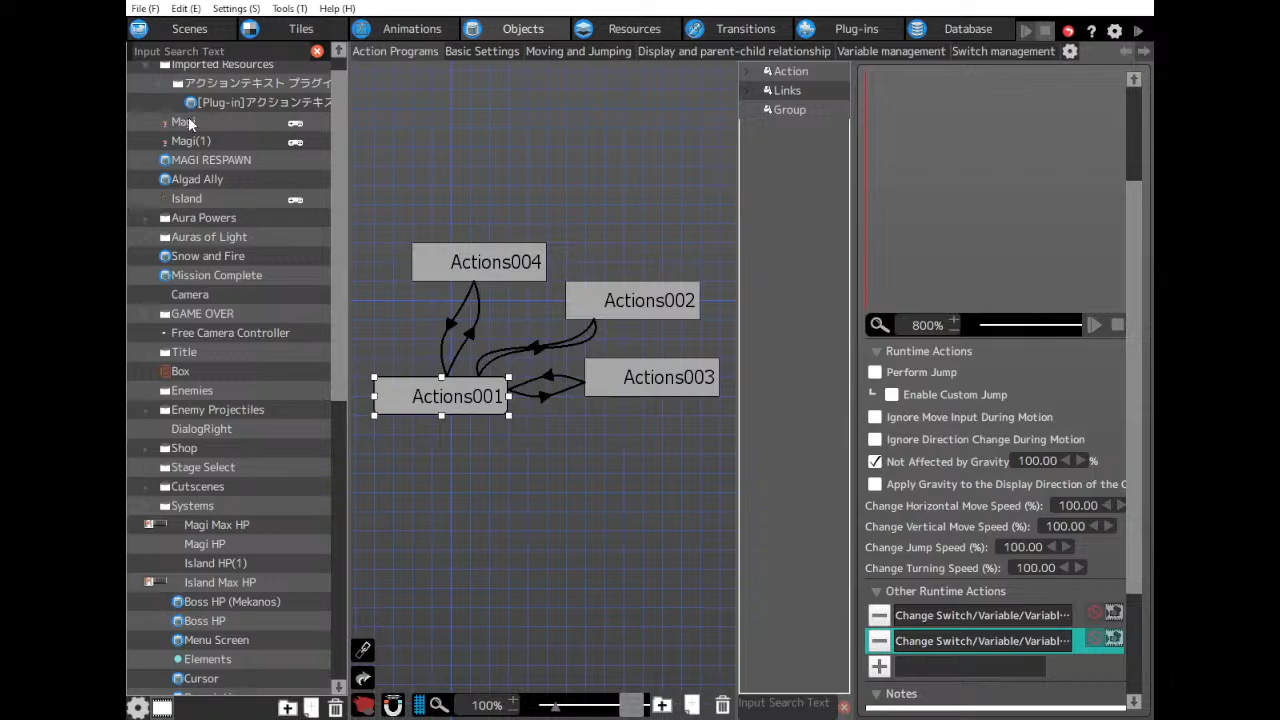 File (F) Edit (E) Settings (S) Tools (T) Help (H)
Scenes Tiles Animations Objects Resources Transitions Plug-ins Database
Input Search Text
Action Programs Basic Settings Moving and Jumping Display and parent-child relationship Variable management Switch management
Imported Resources
アクションテキスト プラグイ
[Plug-in]アクションテキス
Magi(1)
MAGI RESPAWN
Algad Ally
Island
Aura Powers
Auras of Light
Snow and Fire
Mission Complete
Camera
GAME OVER
Free Camera Controller
Title
Box
Enemies
Enemy Projectiles
DialogRight
Shop
Stage Select
Cutscenes
Systems
Magi Max HP
Magi HP
Island HP(1)
Island Max HP
Boss HP (Mekanos)
Boss HP
Menu Screen
Elements
Cursor
Actions004
Actions002
Actions003
Actions001
100%
Action
Links
Group
Input Search Text
800%
Runtime Actions
Perform Jump
Enable Custom Jump
Ignore Move Input During Motion
Ignore Direction Change During Motion
Not Affected by Gravity 100.00 %
Apply Gravity to the Display Direction of the
Change Horizontal Move Speed (%): 100.00
Change Vertical Move Speed (%): 100.00
Change Jump Speed (%): 100.00
Change Turning Speed (%): 100.00
Other Runtime Actions
Change Switch/Variable/Variabl···
Change Switch/Variable/Variabl···
Notes